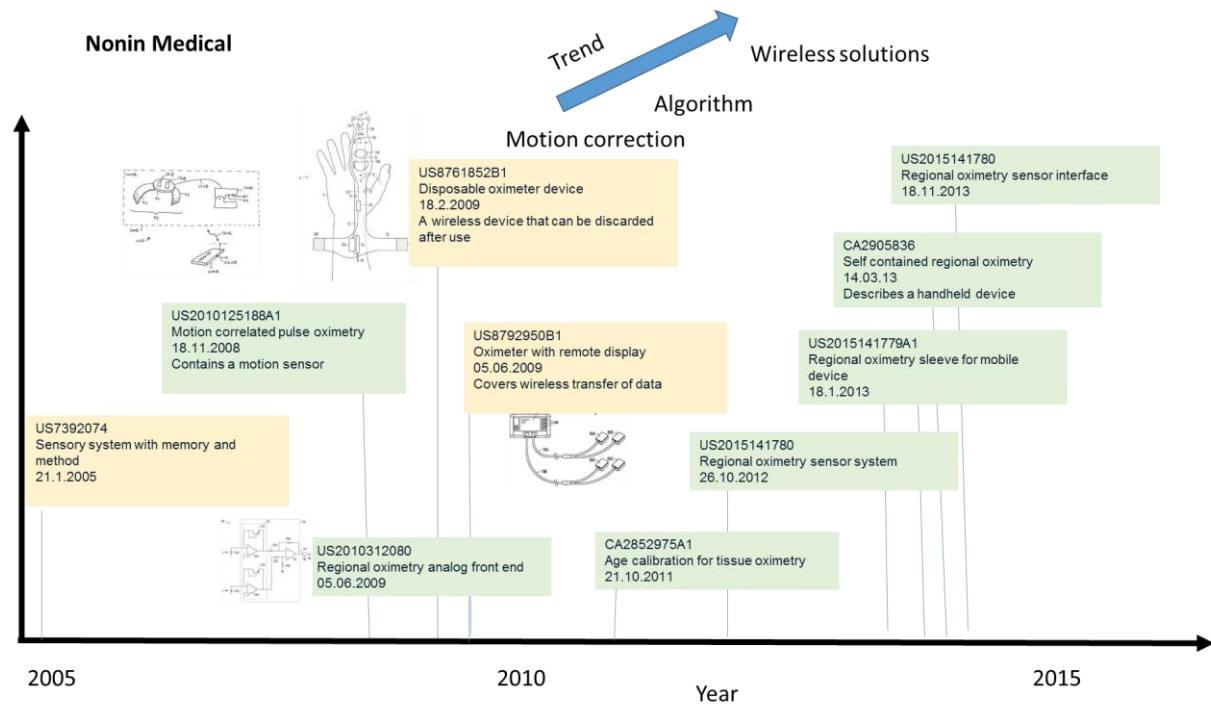 Nonin Medical
Trend
Wireless solutions
Algorithm
Motion correction
US2015141780
Regional oximetry sensor interface
18.11.2013
US8761852B1
Disposable oximeter device
18.2.2009
A wireless device that can be discarded
after use
CA2905836
Self contained regional oximetry
14.03.13
Describes a handheld device
US2010125188A1
Motion correlated pulse oximetry
18.11.2008
Contains a motion sensor
US8792950B1
Oximeter with remote display
05.06.2009
Covers wireless transfer of data
US2015141779A1
Regional oximetry sleeve for mobile
device
18.1.2013
US7392074
Sensory system with memory and
method
21.1.2005
US2015141780
Regional oximetry sensor system
26.10.2012
US2010312080
Regional oximetry analog front end
05.06.2009
CA2852975A1
Age calibration for tissue oximetry
21.10.2011
2005
2010
2015
Year